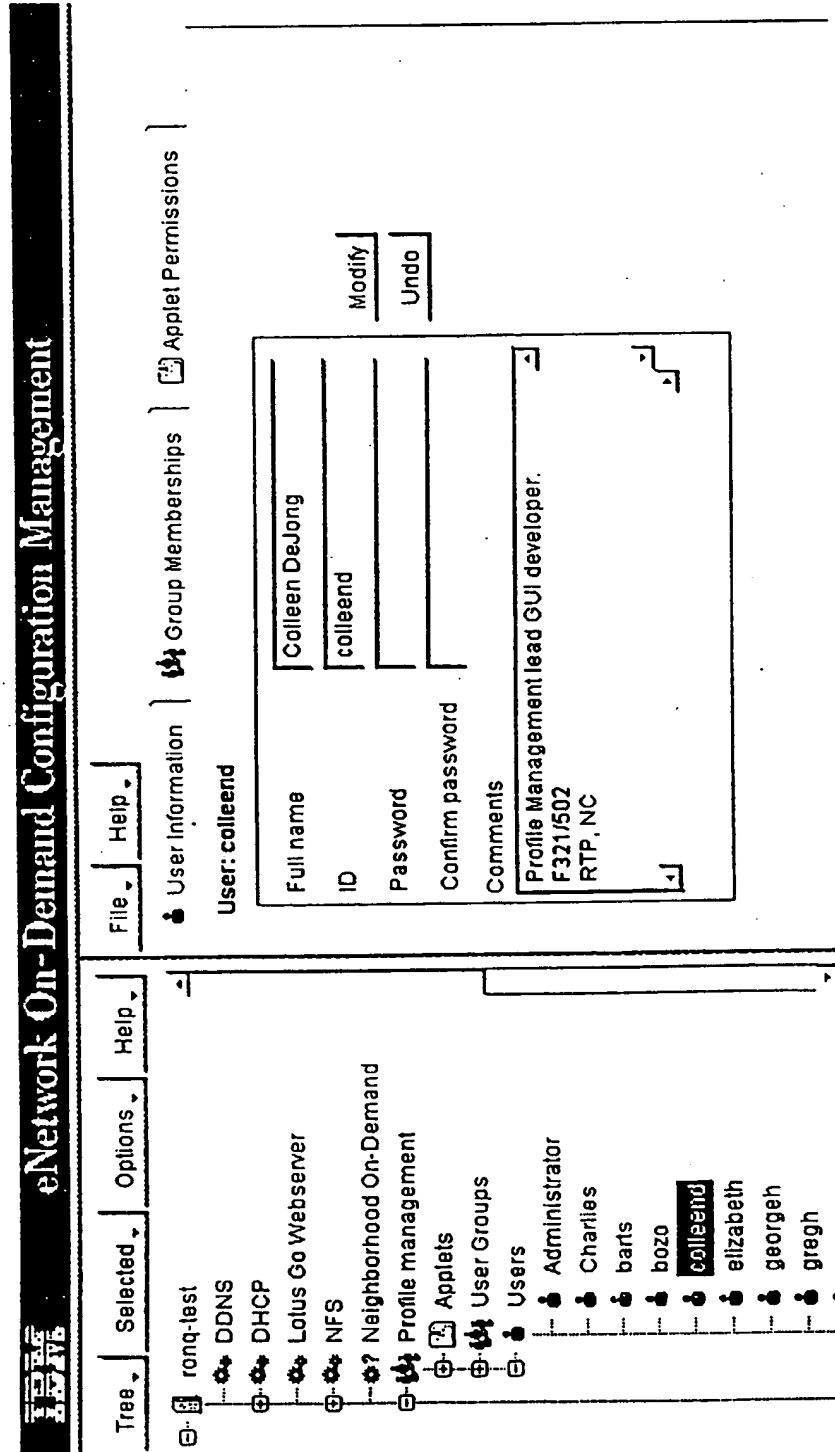 IBM eNetwork On-Demand Configuration Management
Tree Selected Options Help
ronq-test
DDNS
DHCP
Lotus Go Webserver
NFS
Neighborhood On-Demand
Profile management
Applets
User Groups
Users
Administrator
Charlies
barts
bozo
colleend
elizabeth
georgeh
gregh
File Help
User Information Group Memberships Applet Permissions
User: colleend
Full name Colleen DeJong
ID colleend
Password
Confirm password
Modify
Undo
Comments
Profile Management lead GUI developer.
F321/502
RTP, NC